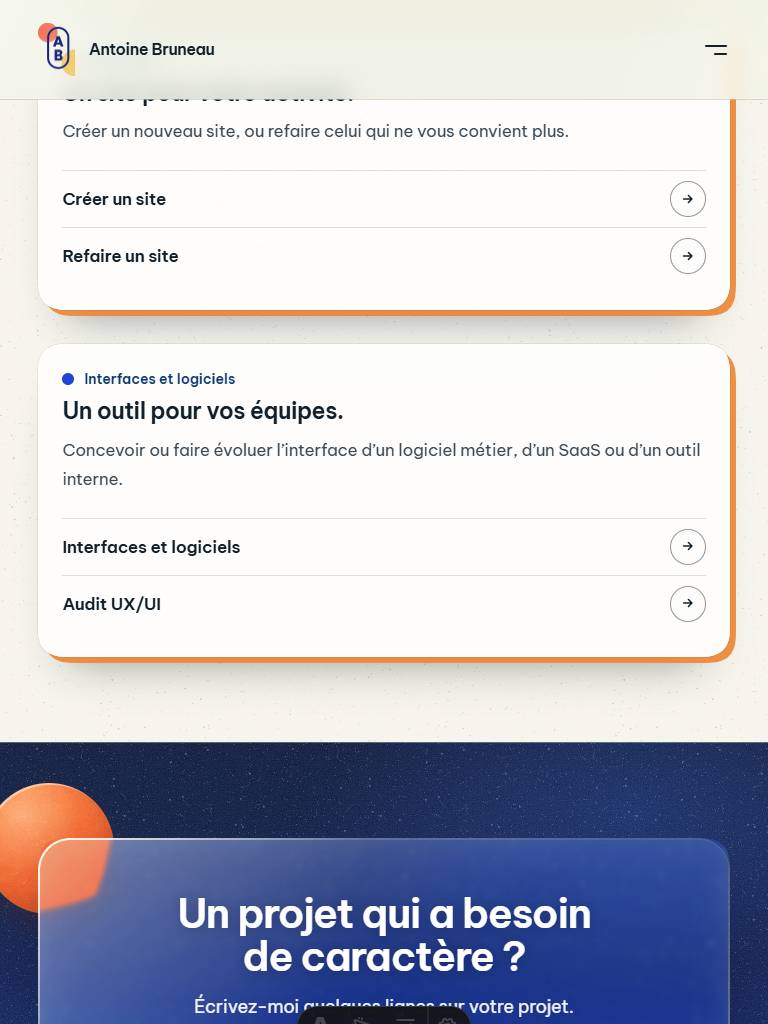 A
B
Antoine Bruneau
Créer un nouveau site, ou refaire celui qui ne vous convient plus.
Créer un site
Refaire un site
Interfaces et logiciels
Un outil pour vos équipes.
Concevoir ou faire évoluer l’interface d’un logiciel métier, d’un SaaS ou d’un outil
interne.
Interfaces et logiciels
Audit UX/UI
Un projet qui a besoin
de caractère ?
Écrivez-moi quelques lignes sur votre projet.